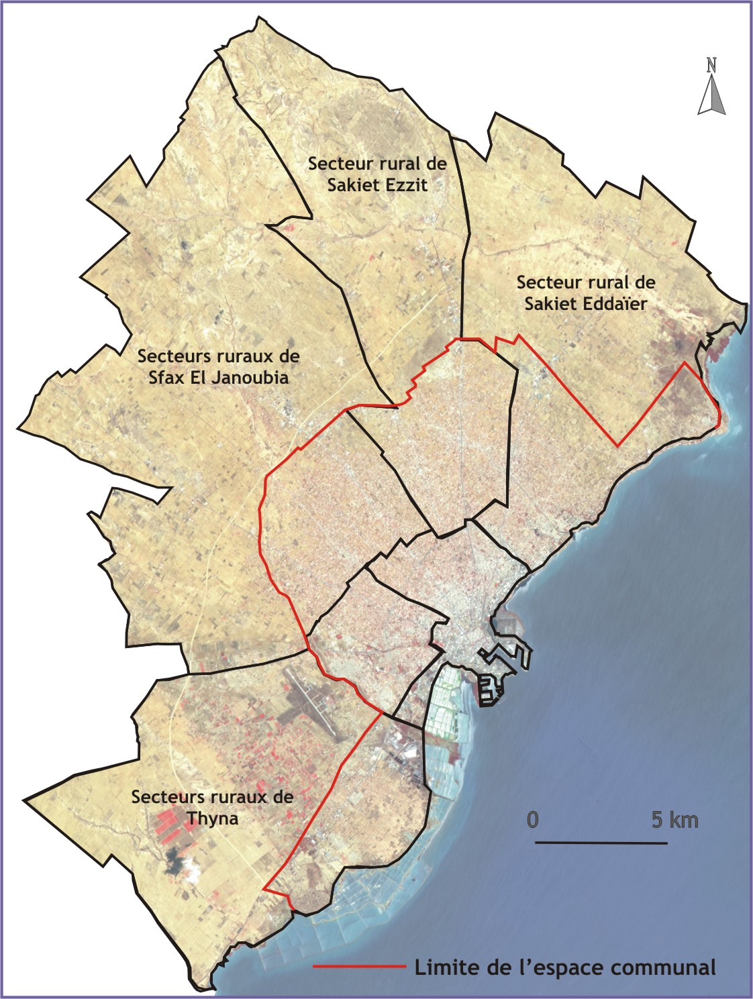 N
Secteur rural de
Sakiet Ezzit
Secteur rural de
Sakiet Eddaïer
Secteurs ruraux de
Sfax El Janoubia
Secteurs ruraux de
Thyna
0 5 km
Limite de l'espace communal